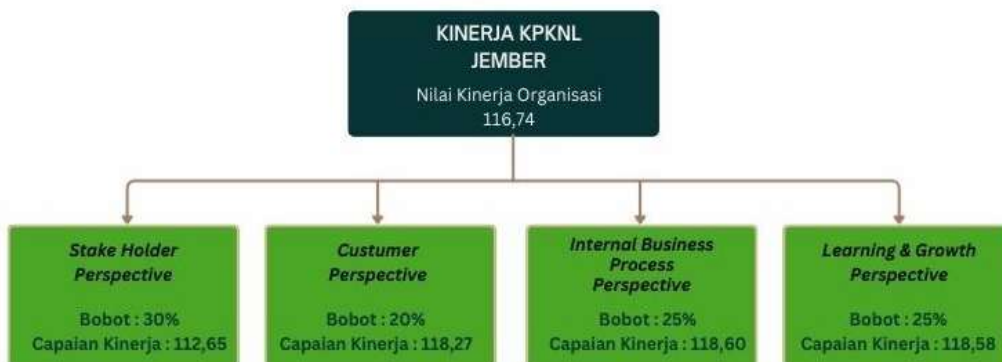 KINERJA KPKNL
JEMBER
Nilai Kinerja Organisasi
116,74
Stake Holder
Perspective
Bobot : 30%
Capaian Kinerja : 112,65
Custumer
Perspective
Bobot : 20%
Capaian Kinerja : 118,27
Internal Business
Process
Perspective
Bobot : 25%
Capaian Kinerja : 118,60
Learning & Growth
Perspective
Bobot : 25%
Capaian Kinerja : 118,58